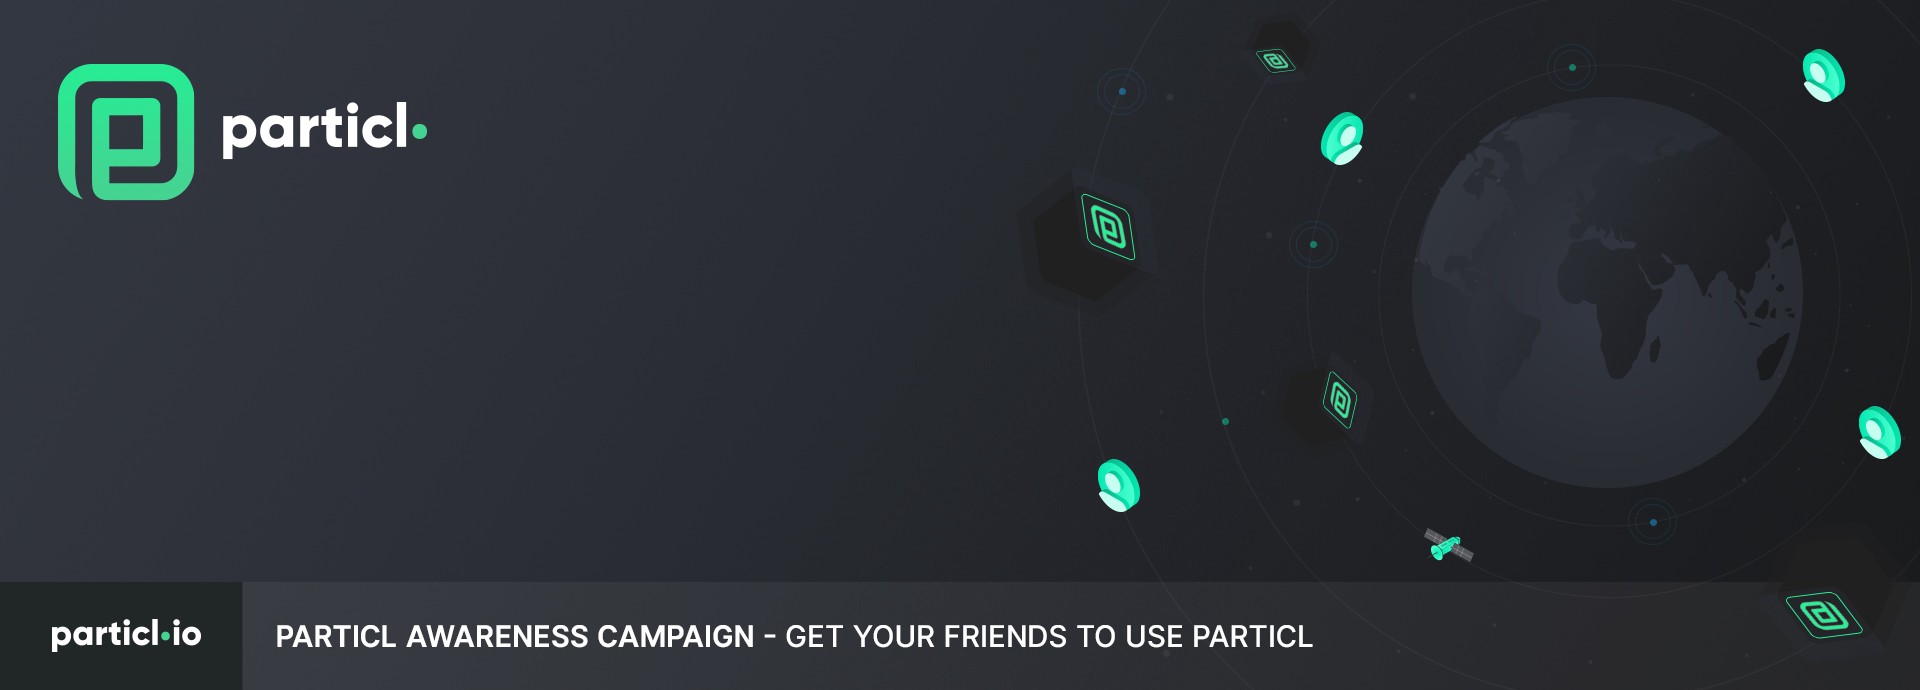 particl
particl.io
PARTICL AWARENESS CAMPAIGN - GET YOUR FRIENDS TO USE PARTICL